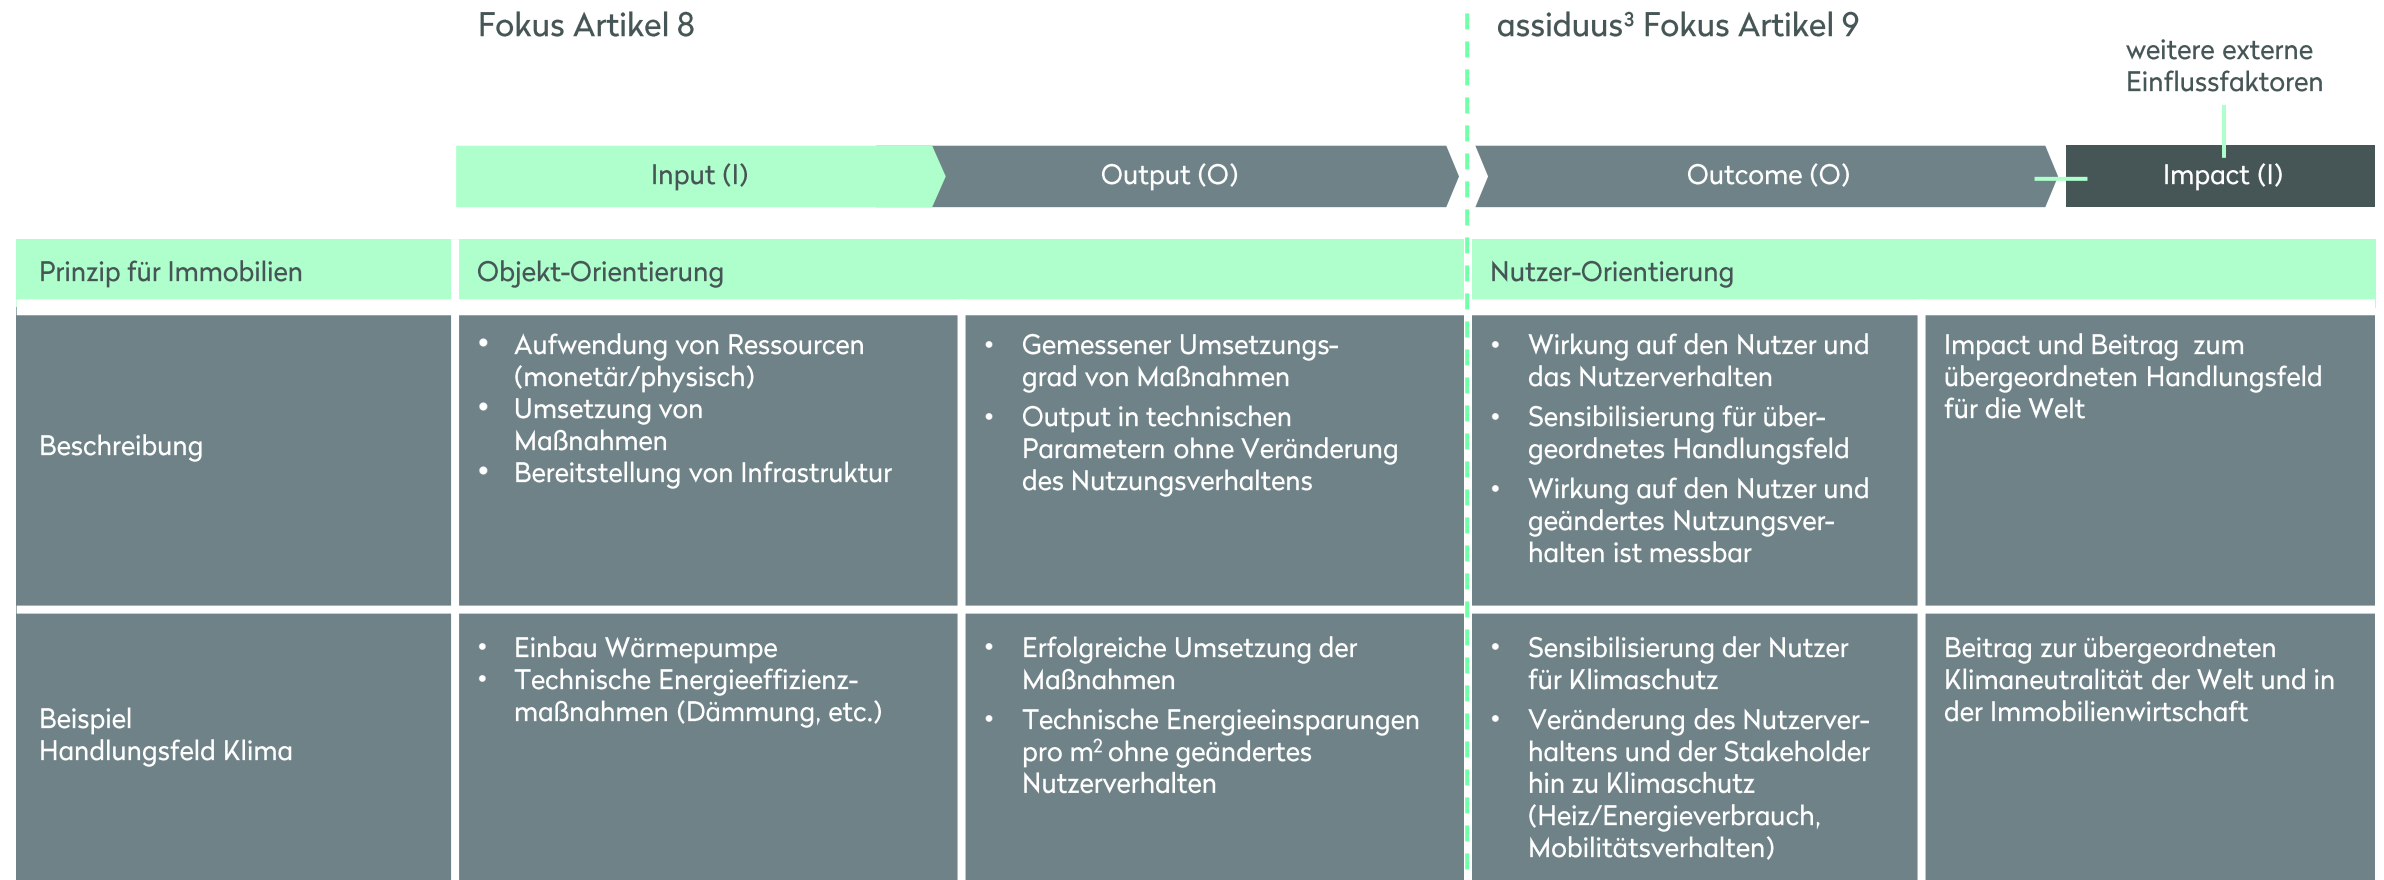 Fokus Artikel 8
assiduus³ Fokus Artikel 9
weitere externe
Einflussfaktoren
Input (I)
Output (O)
Outcome (O)
Impact (I)
Prinzip für Immobilien
Objekt-Orientierung
Nutzer-Orientierung
Beschreibung
• Aufwendung von Ressourcen
(monetär/physisch)
• Umsetzung von
Maßnahmen
• Bereitstellung von Infrastruktur
• Gemessener Umsetzungs-
grad von Maßnahmen
• Output in technischen
Parametern ohne Veränderung
des Nutzungsverhaltens
• Wirkung auf den Nutzer und
das Nutzerverhalten
• Sensibilisierung für über-
geordnetes Handlungsfeld
• Wirkung auf den Nutzer und
geändertes Nutzungsver-
halten ist messbar
Impact und Beitrag zum
übergeordneten Handlungsfeld
für die Welt
Beispiel
Handlungsfeld Klima
• Einbau Wärmepumpe
• Technische Energieeffizienz-
maßnahmen (Dämmung, etc.)
• Erfolgreiche Umsetzung der
Maßnahmen
• Technische Energieeinsparungen
pro m² ohne geändertes
Nutzerverhalten
• Sensibilisierung der Nutzer
für Klimaschutz
• Veränderung des Nutzerver-
haltens und der Stakeholder
hin zu Klimaschutz
(Heiz/Energieverbrauch,
Mobilitätsverhalten)
Beitrag zur übergeordneten
Klimaneutralität der Welt und in
der Immobilienwirtschaft